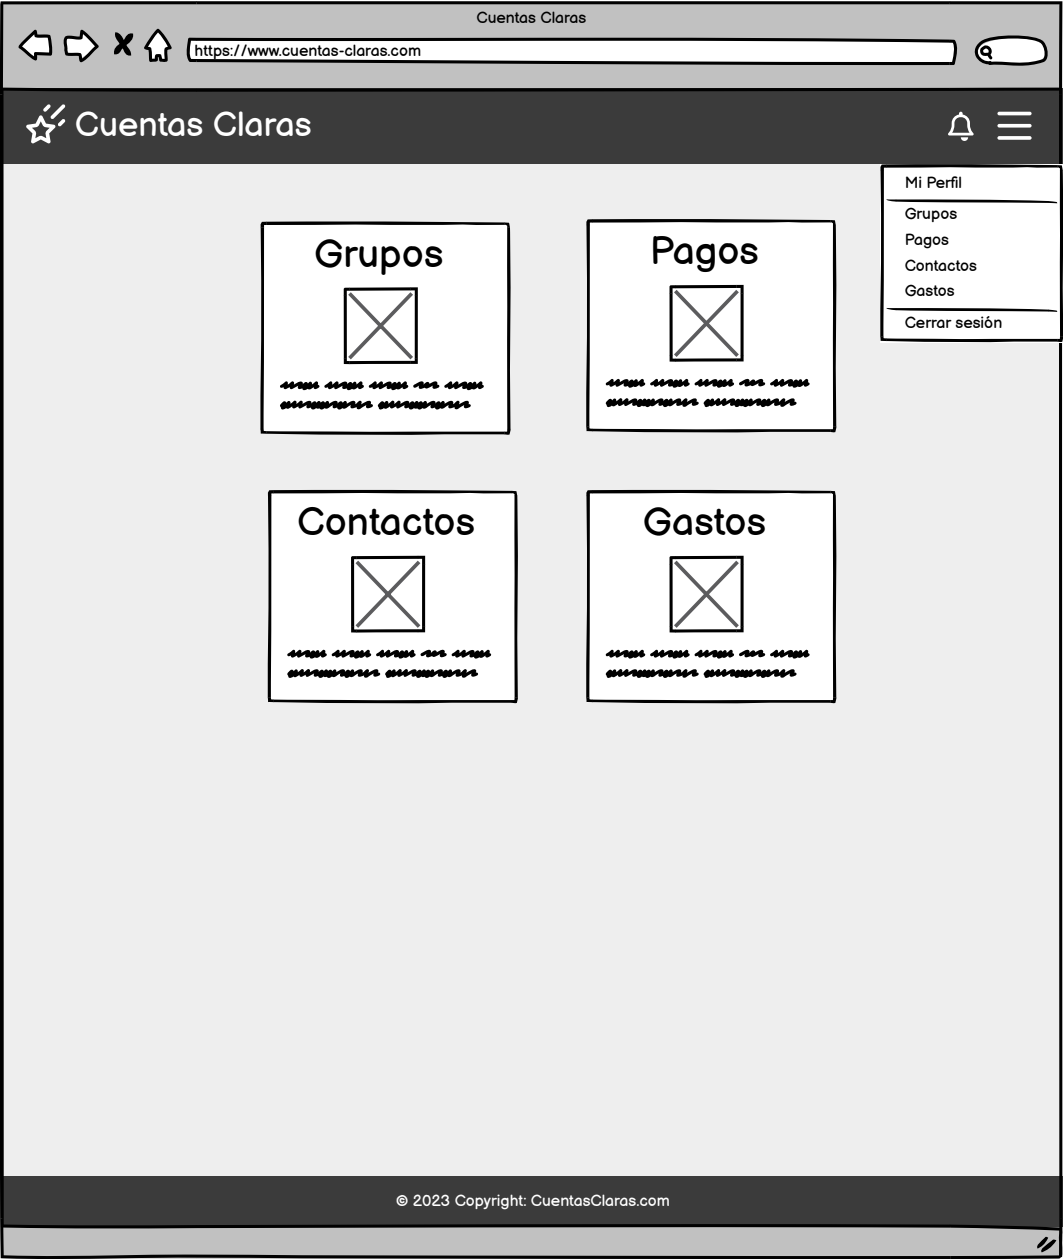 Cuentas Claras
https://www.cuentas-claras.com
Cuentas Claras
Mi Perfil
Grupos
Pagos
Contactos
Gastos
Cerrar sesión
Grupos
Pagos
Contactos
Gastos
© 2023 Copyright: CuentasClaras.com